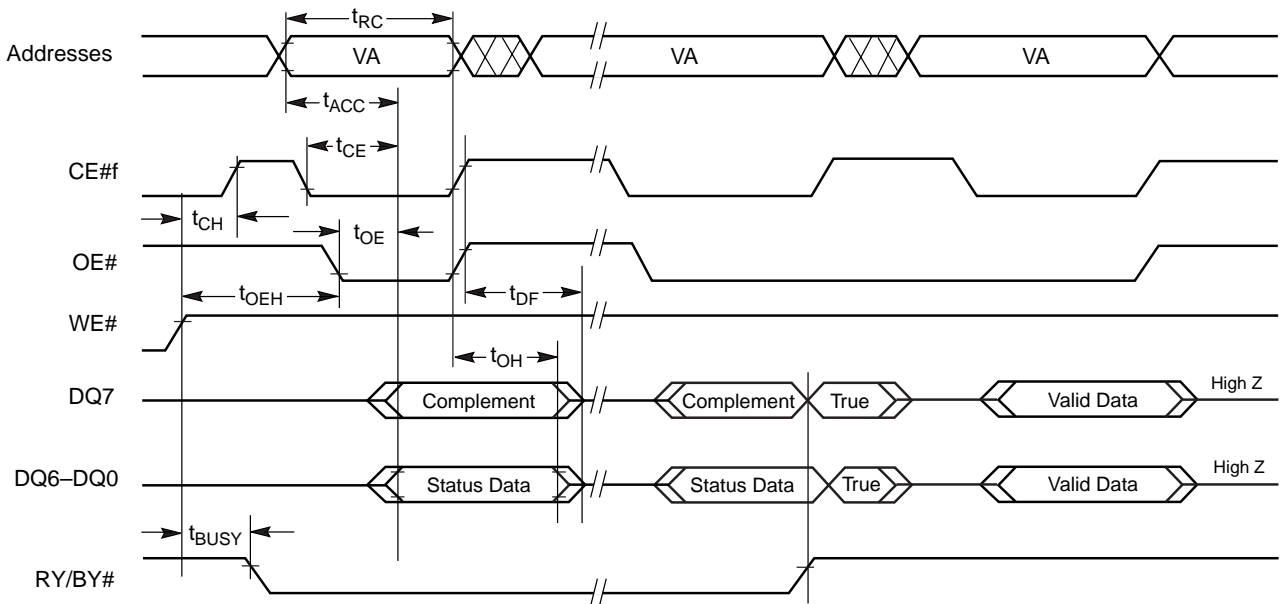 tRC
Addresses VA VA VA
tACC
tCE
CE#f
tCH tOE
OE#
tOEH tDF
WE#
tOH
DQ7 Complement Complement True Valid Data High Z
DQ6–DQ0 Status Data Status Data True Valid Data High Z
tBUSY
RY/BY#